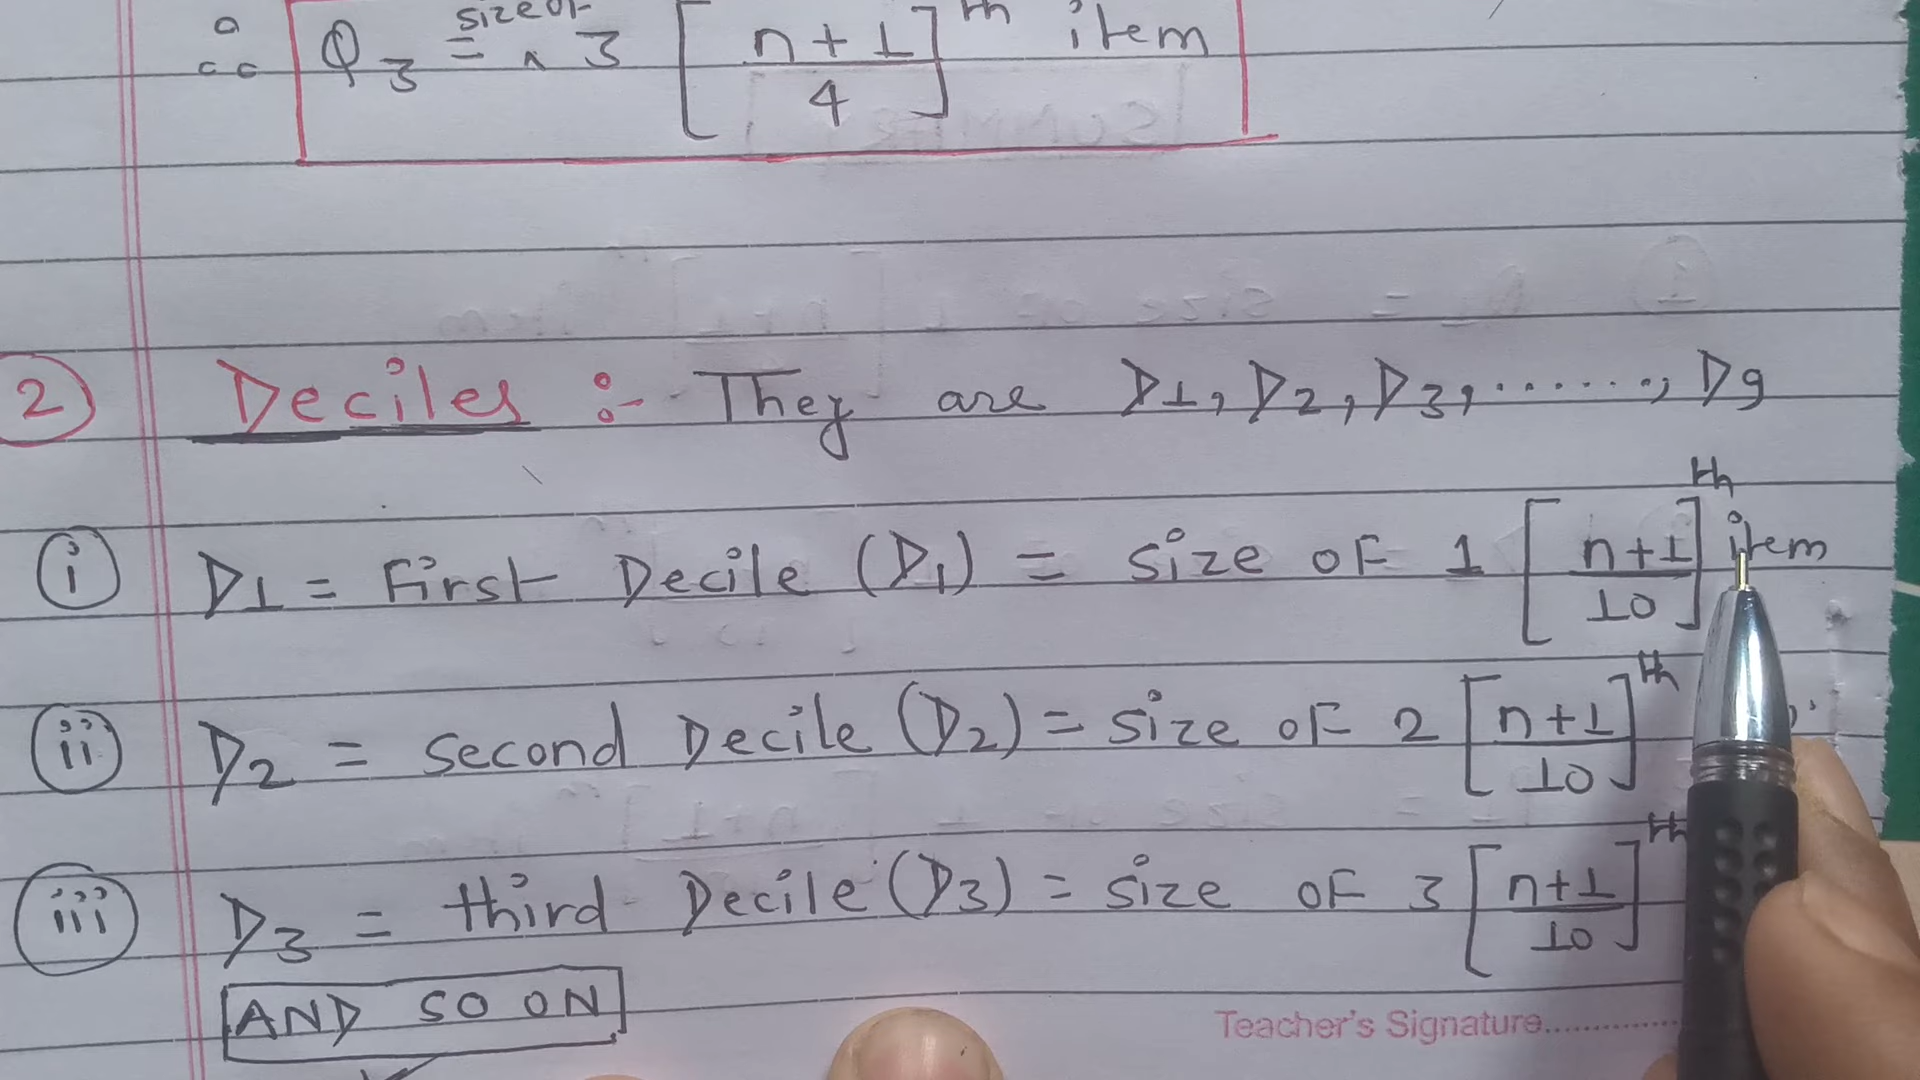 ∴ Q3 = size of 3 [n+1/4]th item
2 Deciles :- They are D1, D2, D3, ......, D9
i D1 = First Decile (D1) = size of 1 [n+1/10]th item
ii D2 = second Decile (D2) = size of 2 [n+1/10]th
iii D3 = third Decile (D3) = size of 3 [n+1/10]th
AND SO ON
Teacher's Signature...............